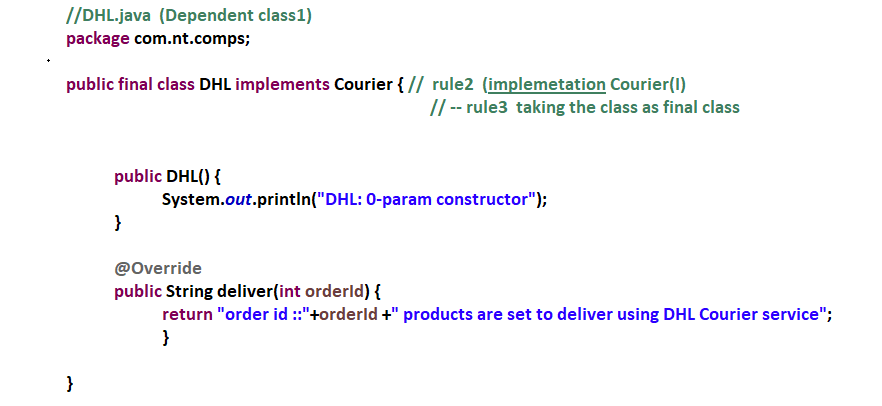 //DHL.java  (Dependent class1)
package com.nt.comps;
public final class DHL implements Courier { //  rule2  (implemetation Courier(I)
// -- rule3  taking the class as final class
public DHL() {
System.out.println("DHL: 0-param constructor");
}
@Override
public String deliver(int orderId) {
return "order id ::"+orderId +" products are set to deliver using DHL Courier service";
}
}